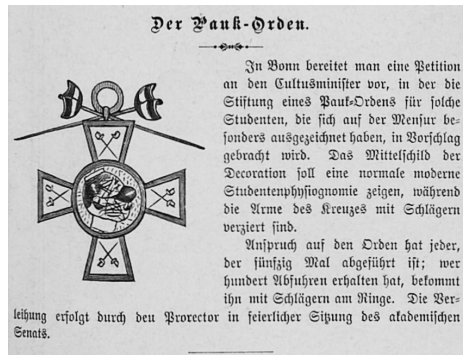 Der Pauk-Orden.
In Bonn bereitet man eine Petition
an den Cultusminister vor, in der die
Stiftung eines Pauk-Ordens für solche
Studenten, die sich auf der Mensur be-
sonders ausgezeichnet haben, in Vorschlag
gebracht wird. Das Mittelschild der
Decoration soll eine normale moderne
Studentenphysiognomie zeigen, während
die Arme des Kreuzes mit Schlägern
verziert sind.
Anspruch auf den Orden hat jeder,
der fünfzig Mal abgeführt ist; wer
hundert Abfuhren erhalten hat, bekommt
ihn mit Schlägern am Ringe. Die Ver-
leihung erfolgt durch deu Prorector in feierlicher Sitzung des akademischen
Senats.